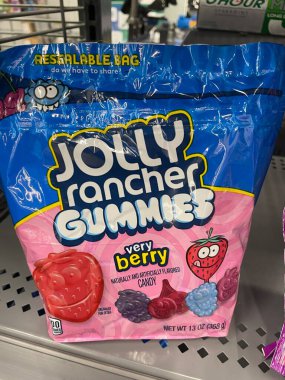 HOUR
RESEALABLE BAG
do we have to share?
JOLLY
rancher
GUMMIES
very
berry
NATURALLY AND ARTIFICIALLY FLAVORED
CANDY
NET WT 13 OZ (368 g)